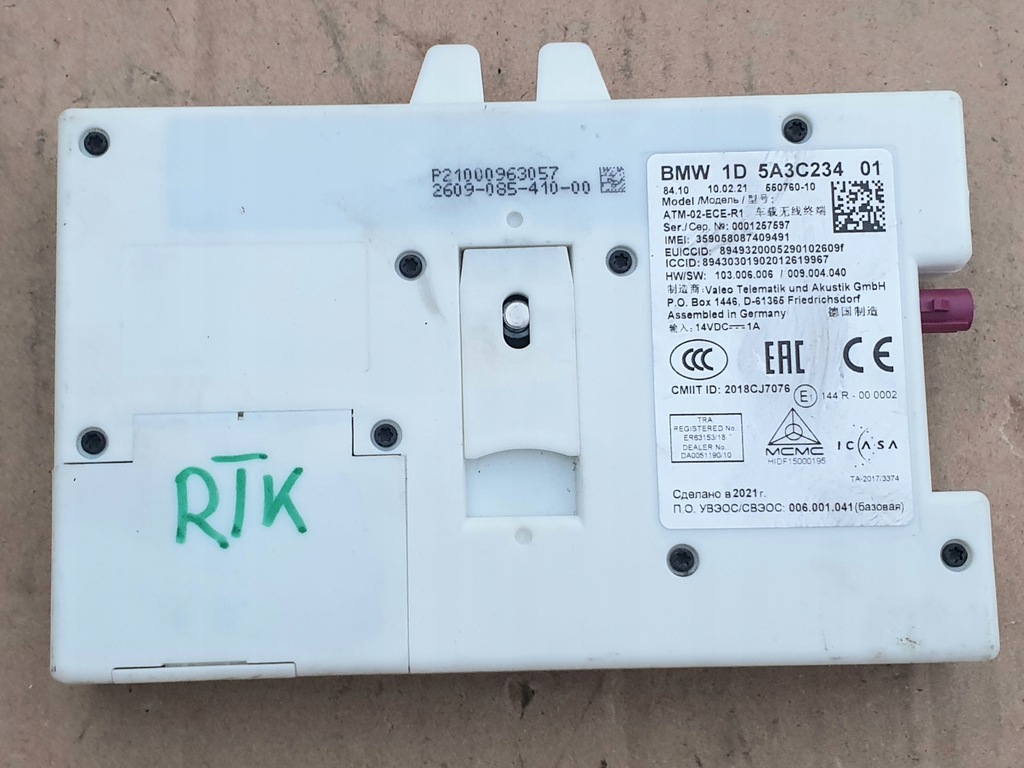 P21000963057
2609-085-410-00
BMW 1D 5A3C234 01
84.10 10.02.21 550760-10
Model /Модель / 型号:
ATM-02-ECE-R1 车载无线终端
Ser./Сер. №: 0001257597
IMEI: 359058087409491
EUICCID: 8949320005290102609f
ICCID: 89430301902012619967
HW/SW: 103.006.006 / 009.004.040
制造商: Valeo Telematik und Akustik GmbH
P.O. Box 1446, D-61365 Friedrichsdorf
Assembled in Germany 德国制造
输入: 14VDC⎓1A
CCC EAC CE
CMIIT ID: 2018CJ7076 E1 144 R - 00 0002
TRA
REGISTERED No.
ER63153/18
DEALER No.
DA0051190/10
MCMC
HIDF15000195
ICASA
TA-2017/3374
Сделано в 2021 г.
П.О. УВЭОС/СВЭОС: 006.001.041 (базовая)
RTK